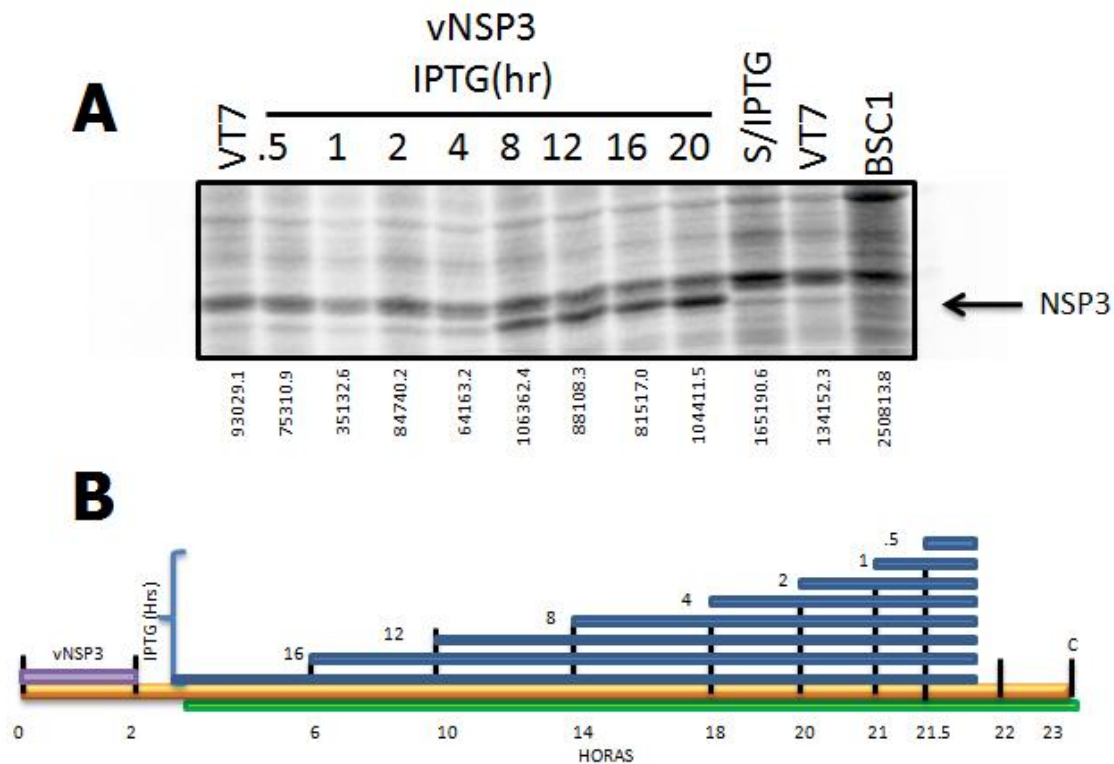 A
vNSP3
IPTG(hr)
VT7 .5 1 2 4 8 12 16 20 S/IPTG VT7 BSC1
NSP3
93029.1 75310.9 35132.6 84740.2 64163.2 106362.4 88108.3 81517.0 104411.5 165190.6 134152.3 250813.8
B
.5
1
2
4
8
12
16
IPTG (Hrs)
vNSP3
C
0 2 6 10 14 18 20 21 21.5 22 23
HORAS